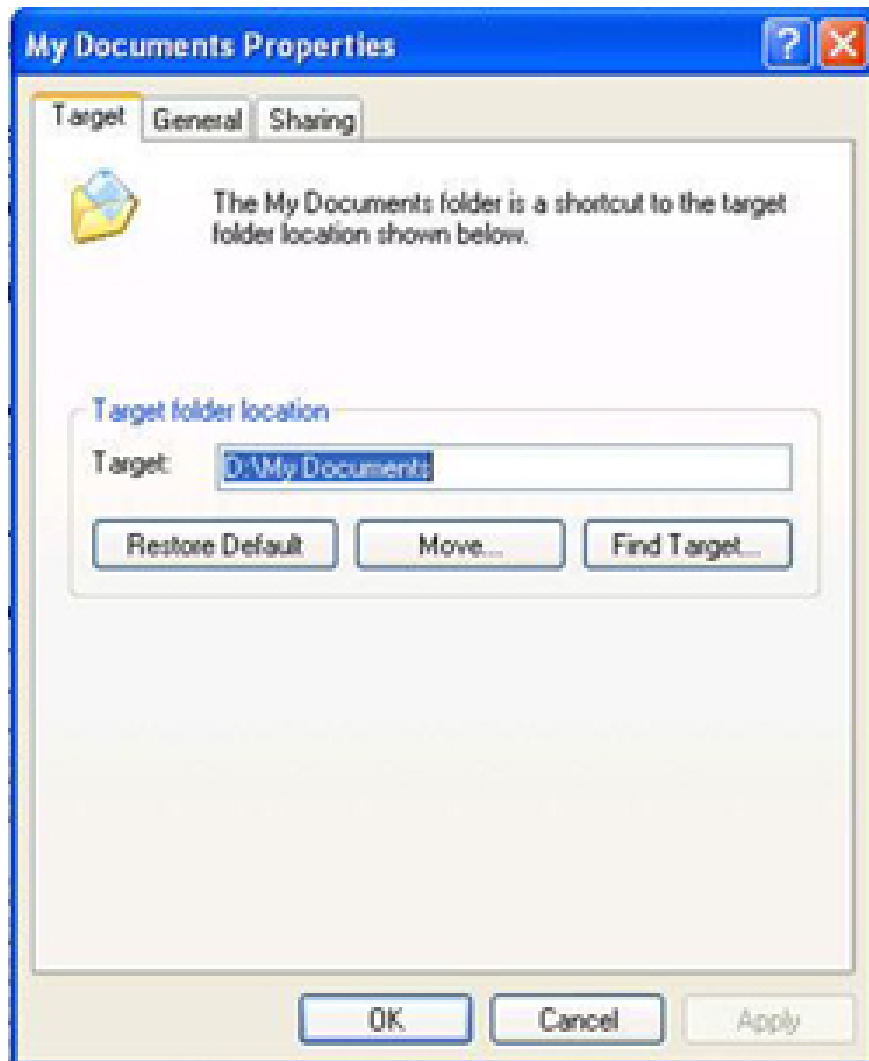 My Documents Properties
?
Target General Sharing
The My Documents folder is a shortcut to the target
folder location shown below.
Target folder location
Target: D:\My Documents
Restore Default Move... Find Target...
OK Cancel Apply